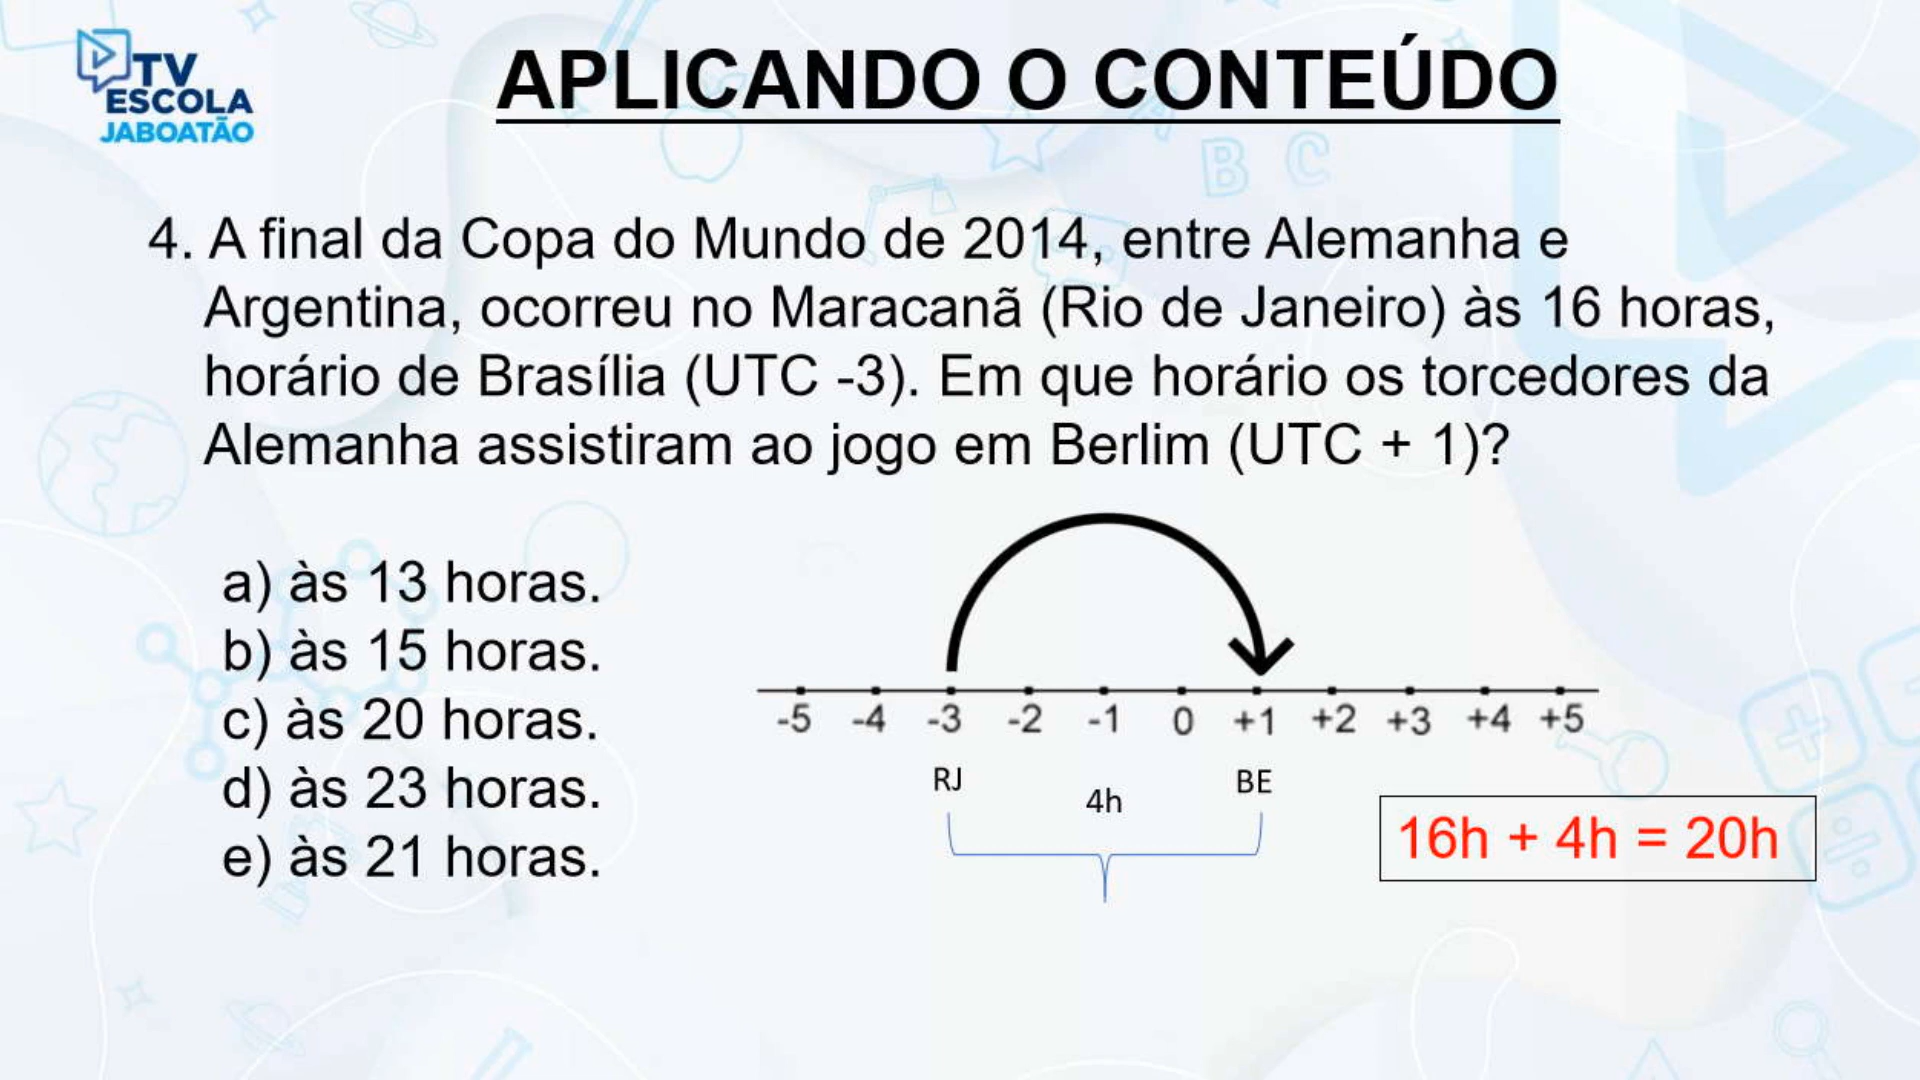 TV
ESCOLA
JABOATÃO
APLICANDO O CONTEÚDO
B C
4. A final da Copa do Mundo de 2014, entre Alemanha e
Argentina, ocorreu no Maracanã (Rio de Janeiro) às 16 horas,
horário de Brasília (UTC -3). Em que horário os torcedores da
Alemanha assistiram ao jogo em Berlim (UTC + 1)?
a) às 13 horas.
b) às 15 horas.
c) às 20 horas.
d) às 23 horas.
e) às 21 horas.
-5 -4 -3 -2 -1 0 +1 +2 +3 +4 +5
RJ 4h BE
16h + 4h = 20h